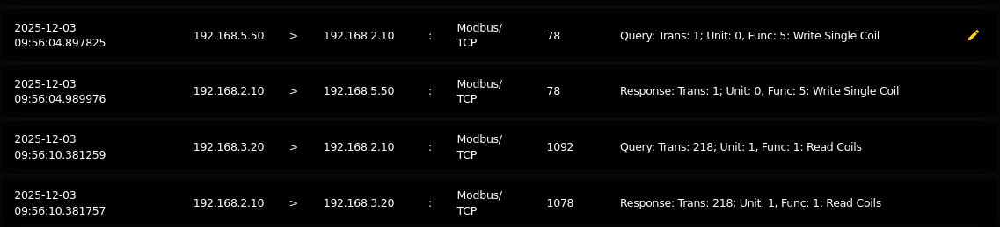 2025-12-03
09:56:04.897825 192.168.5.50 > 192.168.2.10 : Modbus/
TCP 78 Query: Trans: 1; Unit: 0, Func: 5: Write Single Coil
2025-12-03
09:56:04.989976 192.168.2.10 > 192.168.5.50 : Modbus/
TCP 78 Response: Trans: 1; Unit: 0, Func: 5: Write Single Coil
2025-12-03
09:56:10.381259 192.168.3.20 > 192.168.2.10 : Modbus/
TCP 1092 Query: Trans: 218; Unit: 1, Func: 1: Read Coils
2025-12-03
09:56:10.381757 192.168.2.10 > 192.168.3.20 : Modbus/
TCP 1078 Response: Trans: 218; Unit: 1, Func: 1: Read Coils